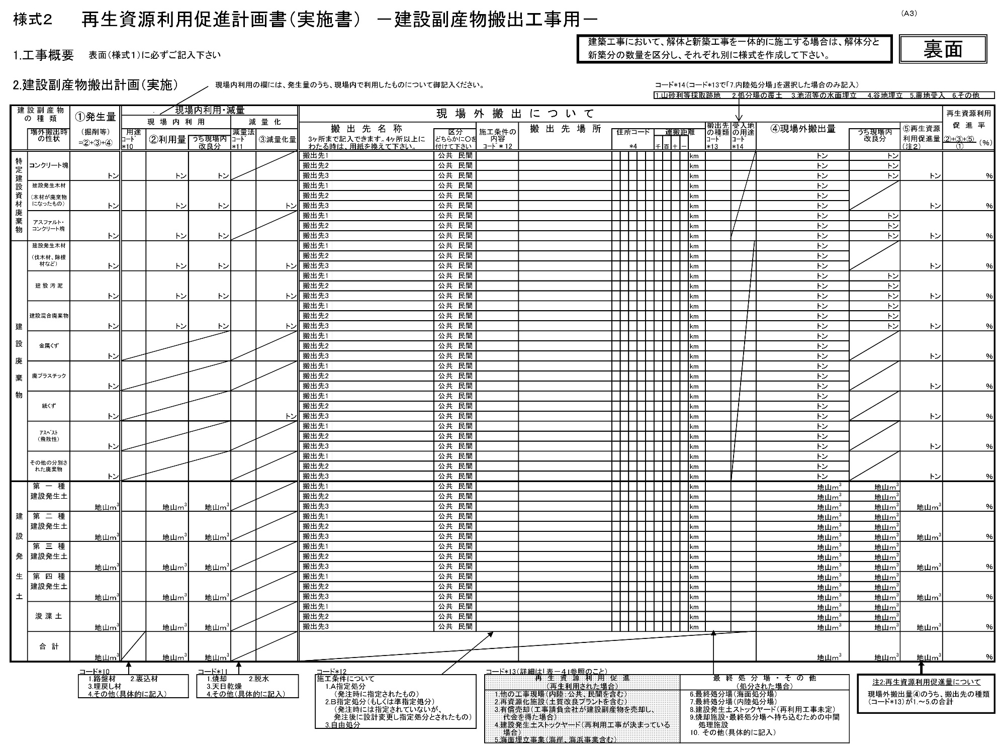 様式2 再生資源利用促進計画書(実施書) －建設副産物搬出工事用－
(A3)
建築工事において、解体と新築工事を一体的に施工する場合は、解体分と
新築分の数量を区分し、それぞれ別に様式を作成して下さい。
裏面
1.工事概要 表面(様式1)に必ずご記入下さい
2.建設副産物搬出計画(実施)
現場内利用の欄には、発生量のうち、現場内で利用したものについて御記入ください。
コード*14(コード*13で「7.内陸処分場」を選択した場合のみ記入)
1.山砂利等採取跡地 2.処分場の覆土 3.池沼等の水面埋立 4.谷地埋立 5.農地受入 6.その他
建設副産物
の種類
場外搬出時
の性状
①発生量
(掘削等)
=②+③+④
現場内利用・減量
現場内利用
用途
コード
*10
②利用量
うち現場内
改良分
減量化
減量法
コード
*11
③減量化量
現場外搬出について
搬出先名称
3ヶ所まで記入できます。4ヶ所以上に
わたる時は、用紙を換えて下さい。
区分
どちらかに○を
付けて下さい
施工条件の
内容
コード*12
搬出先場所
住所コード
*4
運搬距離
千 百 十 一
搬出先
の種類
コード
*13
受入地
の用途
コード
*14
④現場外搬出量
うち現場内
改良分
⑤再生資源
利用促進量
(注2)
再生資源利用
促進率
②+③+⑤
①
(%)
特定建設資材廃棄物
コンクリート塊
トン トン トン
搬出先1 公共 民間 km トン トン
搬出先2 公共 民間 km トン トン
搬出先3 公共 民間 km トン トン トン %
建設発生木材
(木材が廃棄物
になったもの)
トン トン トン トン
搬出先1 公共 民間 km トン
搬出先2 公共 民間 km トン
搬出先3 公共 民間 km トン トン %
アスファルト・
コンクリート塊
トン トン トン
搬出先1 公共 民間 km トン トン
搬出先2 公共 民間 km トン トン
搬出先3 公共 民間 km トン トン トン %
建設廃棄物
建設発生木材
(伐木材、除根
材など)
トン トン トン トン
搬出先1 公共 民間 km トン
搬出先2 公共 民間 km トン
搬出先3 公共 民間 km トン トン %
建設汚泥
トン トン トン トン
搬出先1 公共 民間 km トン トン
搬出先2 公共 民間 km トン トン
搬出先3 公共 民間 km トン トン トン %
建設混合廃棄物
トン トン トン トン
搬出先1 公共 民間 km トン トン
搬出先2 公共 民間 km トン トン
搬出先3 公共 民間 km トン トン トン %
金属くず
トン
搬出先1 公共 民間 km トン
搬出先2 公共 民間 km トン
搬出先3 公共 民間 km トン トン %
廃プラスチック
トン
搬出先1 公共 民間 km トン
搬出先2 公共 民間 km トン
搬出先3 公共 民間 km トン トン %
紙くず
トン トン
搬出先1 公共 民間 km トン
搬出先2 公共 民間 km トン
搬出先3 公共 民間 km トン トン %
アスベスト
(飛散性)
トン
搬出先1 公共 民間 km トン
搬出先2 公共 民間 km トン
搬出先3 公共 民間 km トン トン %
その他の分別さ
れた廃棄物
トン
搬出先1 公共 民間 km トン
搬出先2 公共 民間 km トン
搬出先3 公共 民間 km トン トン %
建設発生土
第一種
建設発生土
地山m³ 地山m³ 地山m³
搬出先1 公共 民間 km 地山m³ 地山m³
搬出先2 公共 民間 km 地山m³ 地山m³
搬出先3 公共 民間 km 地山m³ 地山m³ 地山m³ %
第二種
建設発生土
地山m³ 地山m³ 地山m³
搬出先1 公共 民間 km 地山m³ 地山m³
搬出先2 公共 民間 km 地山m³ 地山m³
搬出先3 公共 民間 km 地山m³ 地山m³ 地山m³ %
第三種
建設発生土
地山m³ 地山m³ 地山m³
搬出先1 公共 民間 km 地山m³ 地山m³
搬出先2 公共 民間 km 地山m³ 地山m³
搬出先3 公共 民間 km 地山m³ 地山m³ 地山m³ %
第四種
建設発生土
地山m³ 地山m³ 地山m³
搬出先1 公共 民間 km 地山m³ 地山m³
搬出先2 公共 民間 km 地山m³ 地山m³
搬出先3 公共 民間 km 地山m³ 地山m³ 地山m³ %
浚渫土
地山m³ 地山m³ 地山m³
搬出先1 公共 民間 km 地山m³ 地山m³
搬出先2 公共 民間 km 地山m³ 地山m³
搬出先3 公共 民間 km 地山m³ 地山m³ 地山m³ %
合計
地山m³ 地山m³ 地山m³ 地山m³ 地山m³ 地山m³ %
コード*10
1.路盤材 2.裏込材
3.埋戻し材
4.その他(具体的に記入)
コード*11
1.焼却 2.脱水
3.天日乾燥
4.その他(具体的に記入)
コード*12
施工条件について
1.A指定処分
(発注時に指定されたもの)
2.B指定処分(もしくは準指定処分)
(発注時には指定されていないが、
発注後に設計変更し指定処分とされたもの)
3.自由処分
コード*13(詳細は「表－4」参照のこと)
再生資源利用促進
(再生利用された場合)
1.他の工事現場(内陸:公共、民間を含む)
2.再資源化施設(土質改良プラントを含む)
3.有償売却(工事請負会社が建設副産物を売却し、
代金を得た場合)
4.建設発生土ストックヤード(再利用工事が決まっている
場合)
5.海面埋立事業(海岸、海浜事業含む)
最終処分場・その他
(処分された場合)
6.最終処分場(海面処分場)
7.最終処分場(内陸処分場)
8.建設発生土ストックヤード(再利用工事未定)
9.焼却施設・最終処分場へ持ち込むための中間
処理施設
10. その他(具体的に記入)
注2:再生資源利用促進量について
現場外搬出量④のうち、搬出先の種類
(コード*13)が1.～5.の合計